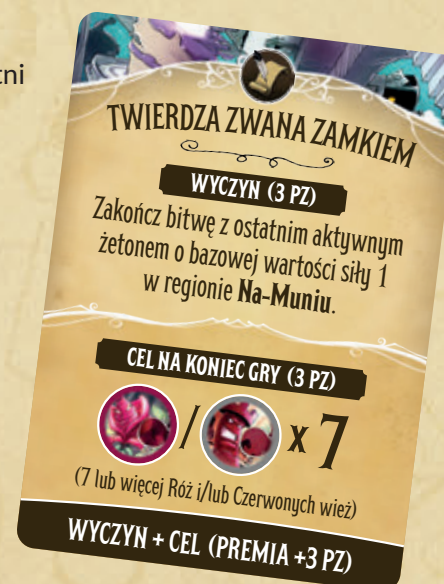 tni
TWIERDZA ZWANA ZAMKIEM
WYCZYN (3 PZ)
Zakończ bitwę z ostatnim aktywnym
żetonem o bazowej wartości siły 1
w regionie Na-Muniu.
CEL NA KONIEC GRY (3 PZ)
/ x 7
(7 lub więcej Róż i/lub Czerwonych wież)
WYCZYN + CEL (PREMIA +3 PZ)